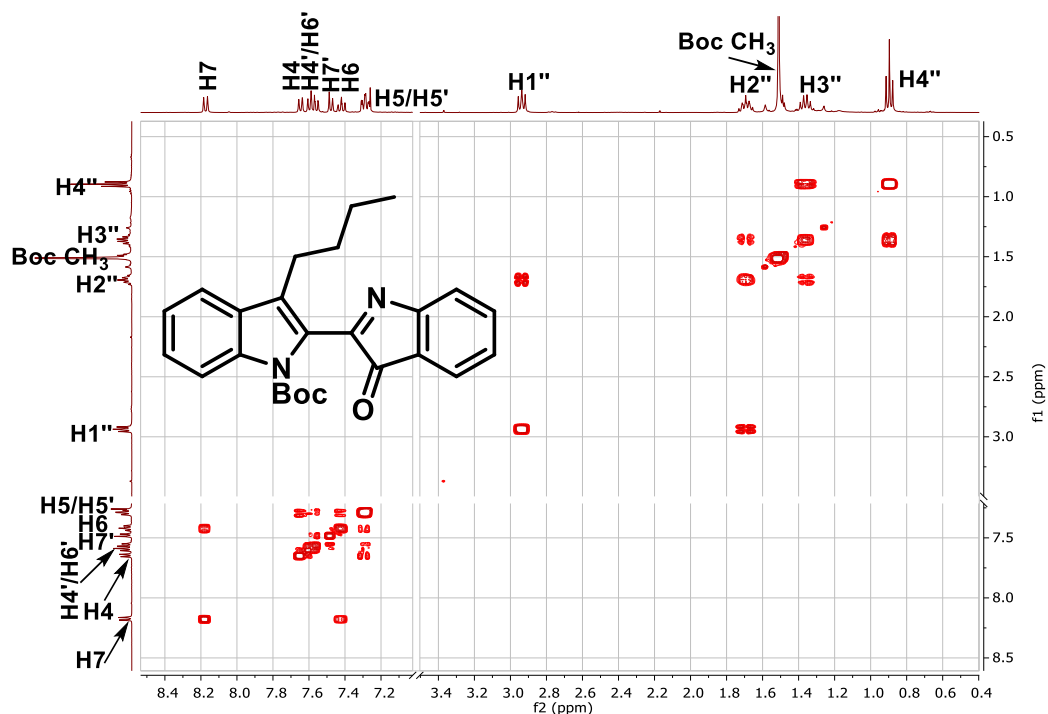 H7
H4
H4'/H6'
H7'
H6
H5/H5'
H1''
Boc CH3
H2''
H3''
H4''
H4''
H3''
Boc CH3
H2''
H1''
H5/H5'
H6
H7'
H4'/H6'
H4
H7
N
N
Boc
O
0.5
1.0
1.5
2.0
2.5
3.0
7.5
8.0
8.5
f1 (ppm)
8.4 8.2 8.0 7.8 7.6 7.4 7.2 3.4 3.2 3.0 2.8 2.6 2.4 2.2 2.0 1.8 1.6 1.4 1.2 1.0 0.8 0.6 0.4
f2 (ppm)